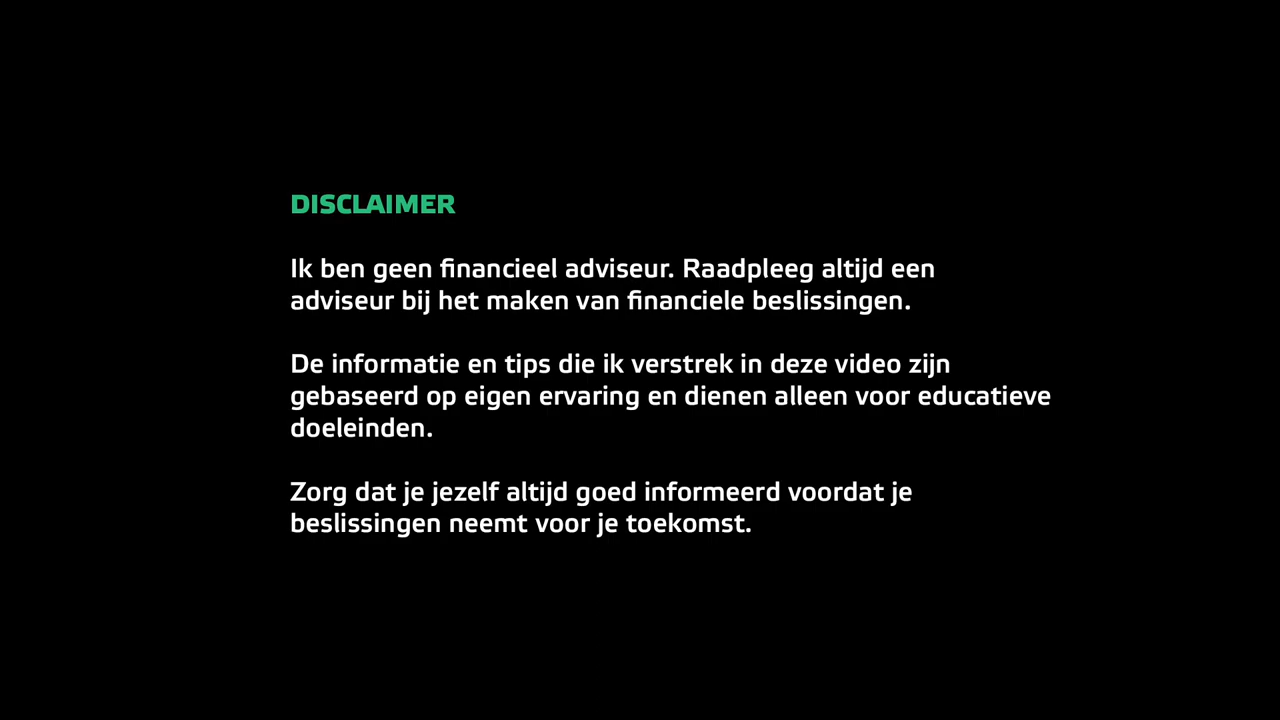 DISCLAIMER
Ik ben geen financieel adviseur. Raadpleeg altijd een
adviseur bij het maken van financiele beslissingen.
De informatie en tips die ik verstrek in deze video zijn
gebaseerd op eigen ervaring en dienen alleen voor educatieve
doeleinden.
Zorg dat je jezelf altijd goed informeerd voordat je
beslissingen neemt voor je toekomst.